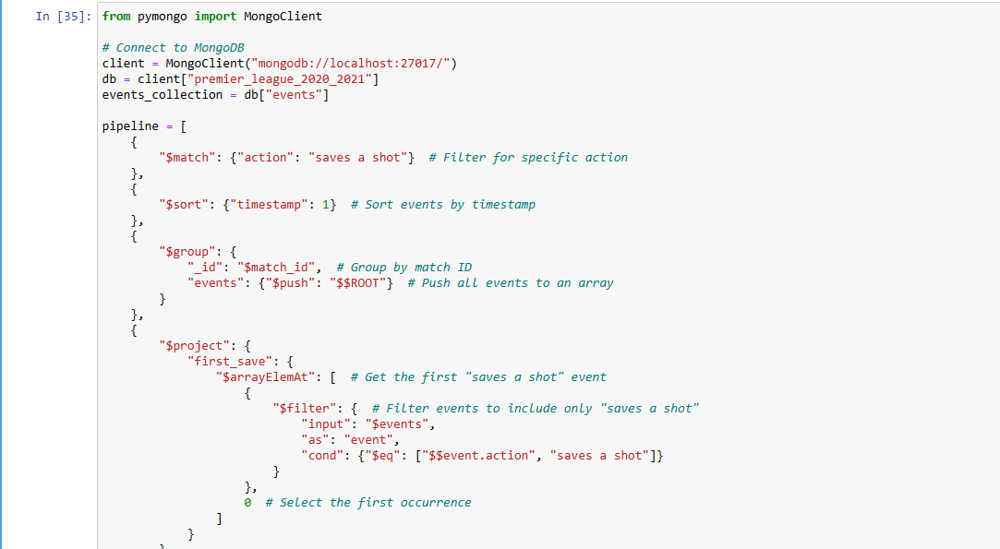 In [35]: from pymongo import MongoClient
# Connect to MongoDB
client = MongoClient("mongodb://localhost:27017/")
db = client["premier_league_2020_2021"]
events_collection = db["events"]
pipeline = [
    {
        "$match": {"action": "saves a shot"}  # Filter for specific action
    },
    {
        "$sort": {"timestamp": 1}  # Sort events by timestamp
    },
    {
        "$group": {
            "_id": "$match_id",  # Group by match ID
            "events": {"$push": "$$ROOT"}  # Push all events to an array
        }
    },
    {
        "$project": {
            "first_save": {
                "$arrayElemAt": [  # Get the first "saves a shot" event
                    {
                        "$filter": {  # Filter events to include only "saves a shot"
                            "input": "$events",
                            "as": "event",
                            "cond": {"$eq": ["$$event.action", "saves a shot"]}
                        }
                    },
                    0  # Select the first occurrence
                ]
            }
        }